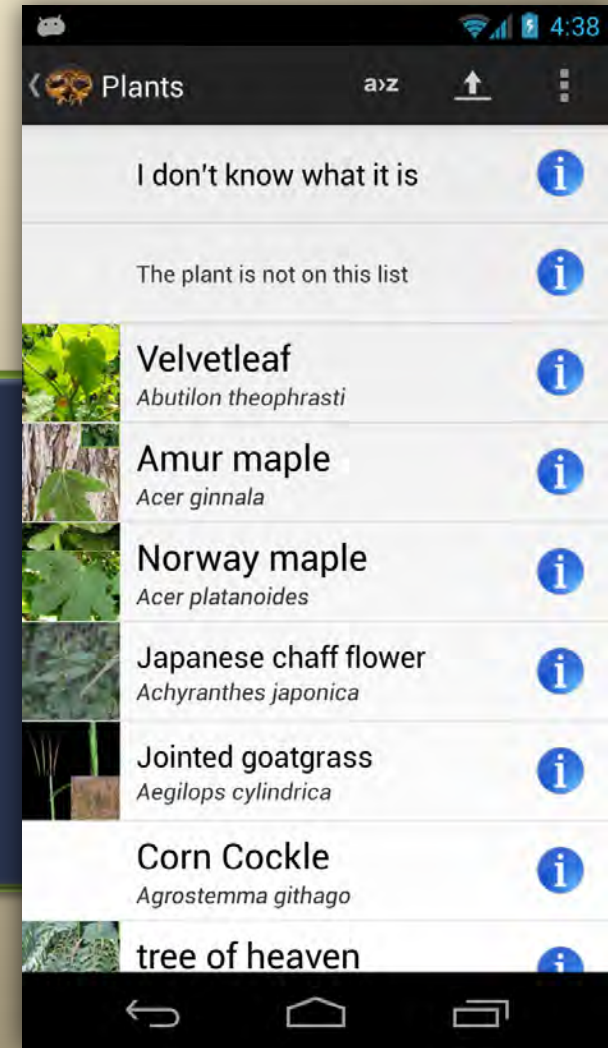 4:38
Plants
a›z
I don't know what it is
i
The plant is not on this list
i
Velvetleaf
Abutilon theophrasti
i
Amur maple
Acer ginnala
i
Norway maple
Acer platanoides
i
Japanese chaff flower
Achyranthes japonica
i
Jointed goatgrass
Aegilops cylindrica
i
Corn Cockle
Agrostemma githago
i
tree of heaven
i